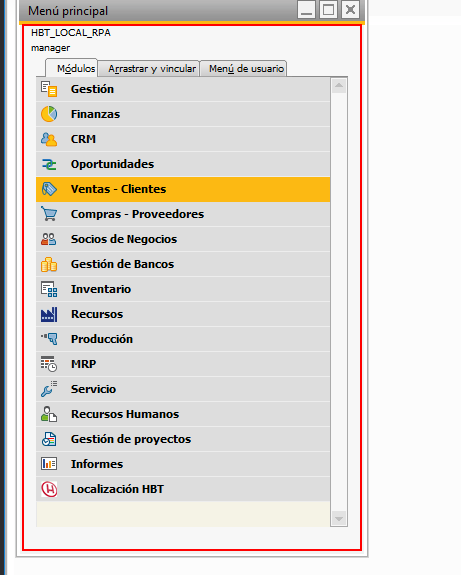 Menú principal
HBT_LOCAL_RPA
manager
Módulos
Arrastrar y vincular
Menú de usuario
Gestión
Finanzas
CRM
Oportunidades
Ventas - Clientes
Compras - Proveedores
Socios de Negocios
Gestión de Bancos
Inventario
Recursos
Producción
MRP
Servicio
Recursos Humanos
Gestión de proyectos
Informes
Localización HBT